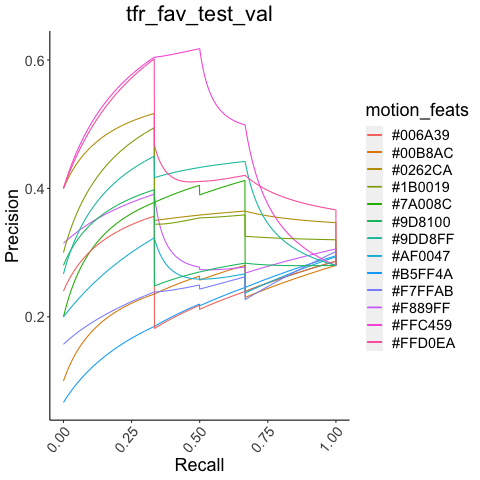 tfr_fav_test_val
Precision
0.6
0.4
0.2
0.00
0.25
0.50
0.75
1.00
Recall
motion_feats
#006A39
#00B8AC
#0262CA
#1B0019
#7A008C
#9D8100
#9DD8FF
#AF0047
#B5FF4A
#F7FFAB
#F889FF
#FFC459
#FFD0EA